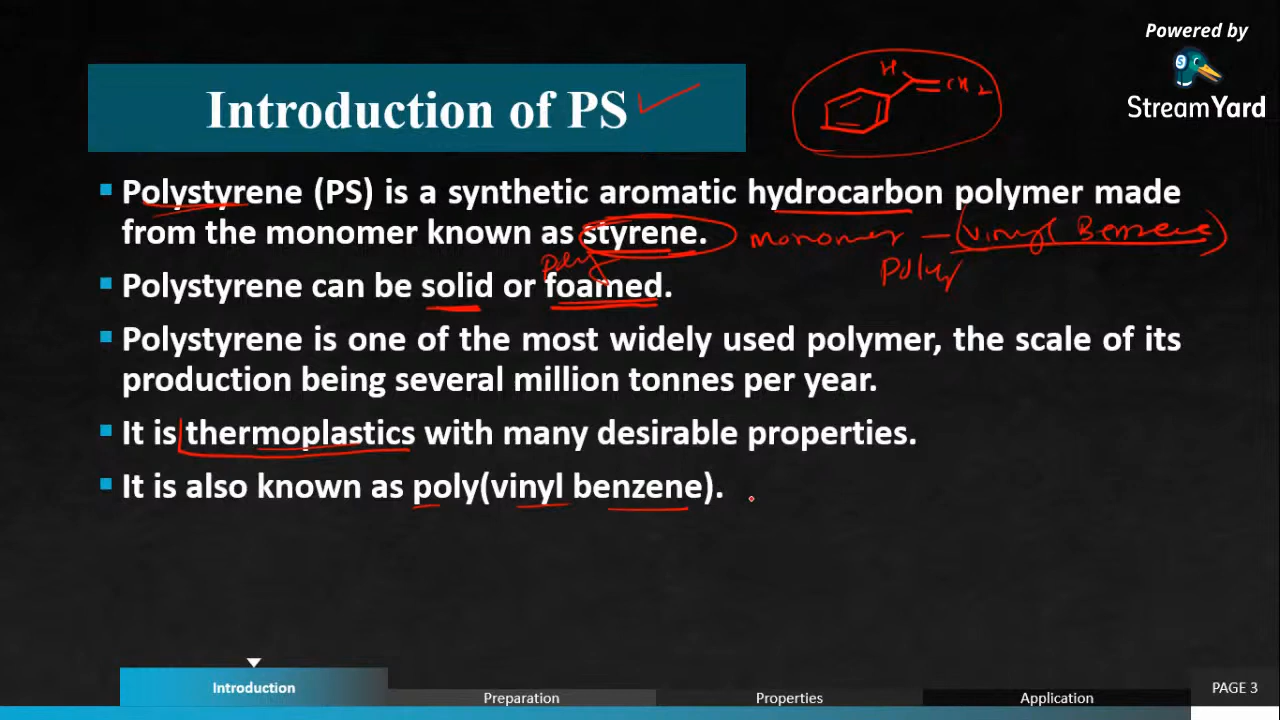 Powered by
StreamYard
H
CH2
Introduction of PS
Polystyrene (PS) is a synthetic aromatic hydrocarbon polymer made
from the monomer known as styrene. monomer – (vinyl Benzene)
poly
poly
Polystyrene can be solid or foamed.
Polystyrene is one of the most widely used polymer, the scale of its
production being several million tonnes per year.
It is thermoplastics with many desirable properties.
It is also known as poly(vinyl benzene).
Introduction
Preparation
Properties
Application
PAGE 3